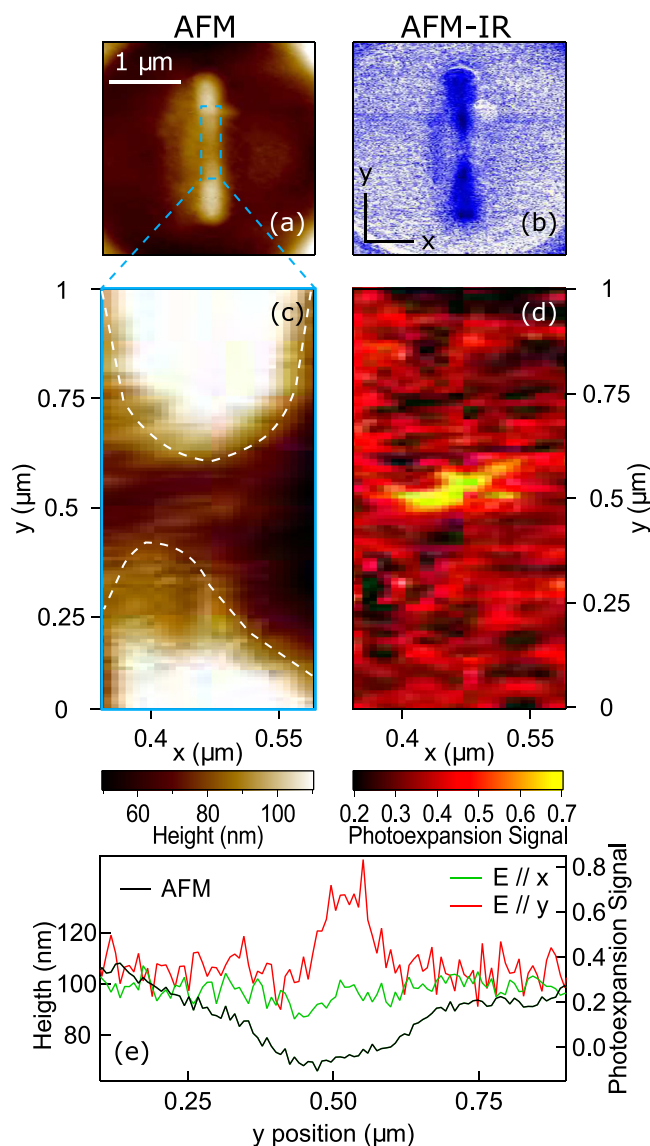 AFM
AFM-IR
1 µm
(a)
y
x
(b)
1
0.75
0.5
0.25
0
y (µm)
(c)
0.4
0.55
x (µm)
(d)
1
0.75
0.5
0.25
0
y (µm)
0.4
0.55
x (µm)
60
80
100
Height (nm)
0.2 0.3 0.4 0.5 0.6 0.7
Photoexpansion Signal
AFM
E // x
E // y
120
100
80
Heigth (nm)
0.8
0.6
0.4
0.2
0.0
Photoexpansion Signal
(e)
0.25
0.50
0.75
y position (µm)